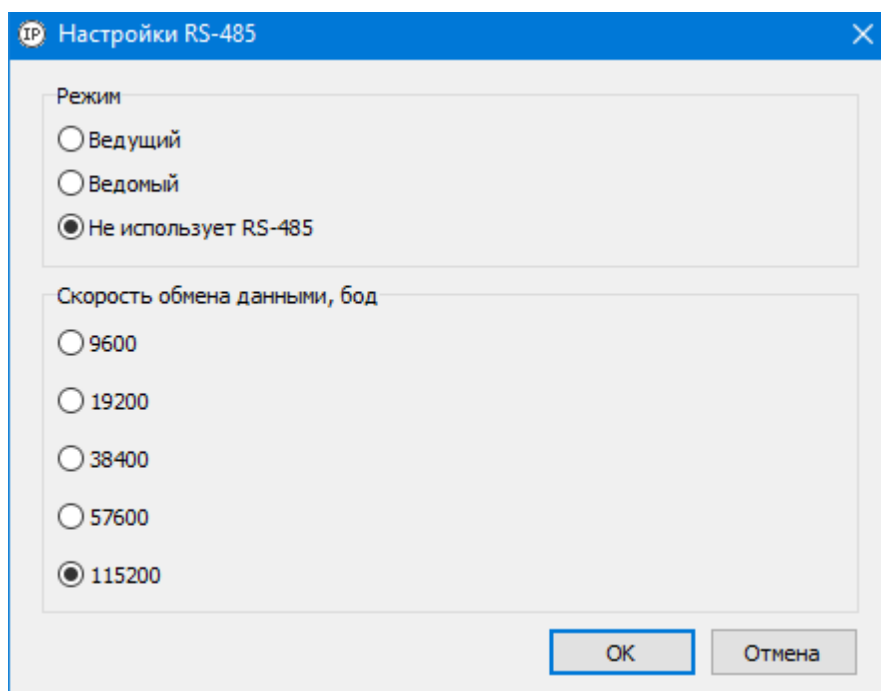 IP Настройки RS-485
Режим
Ведущий
Ведомый
Не использует RS-485
Скорость обмена данными, бод
9600
19200
38400
57600
115200
OK Отмена